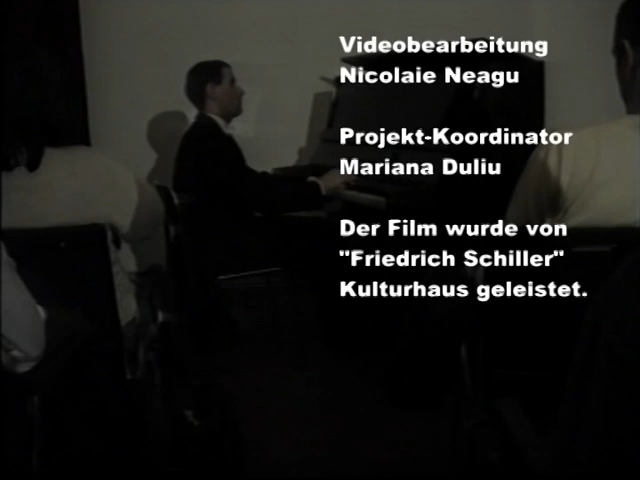 Videobearbeitung
Nicolaie Neagu
Projekt-Koordinator
Mariana Duliu
Der Film wurde von
"Friedrich Schiller"
Kulturhaus geleistet.